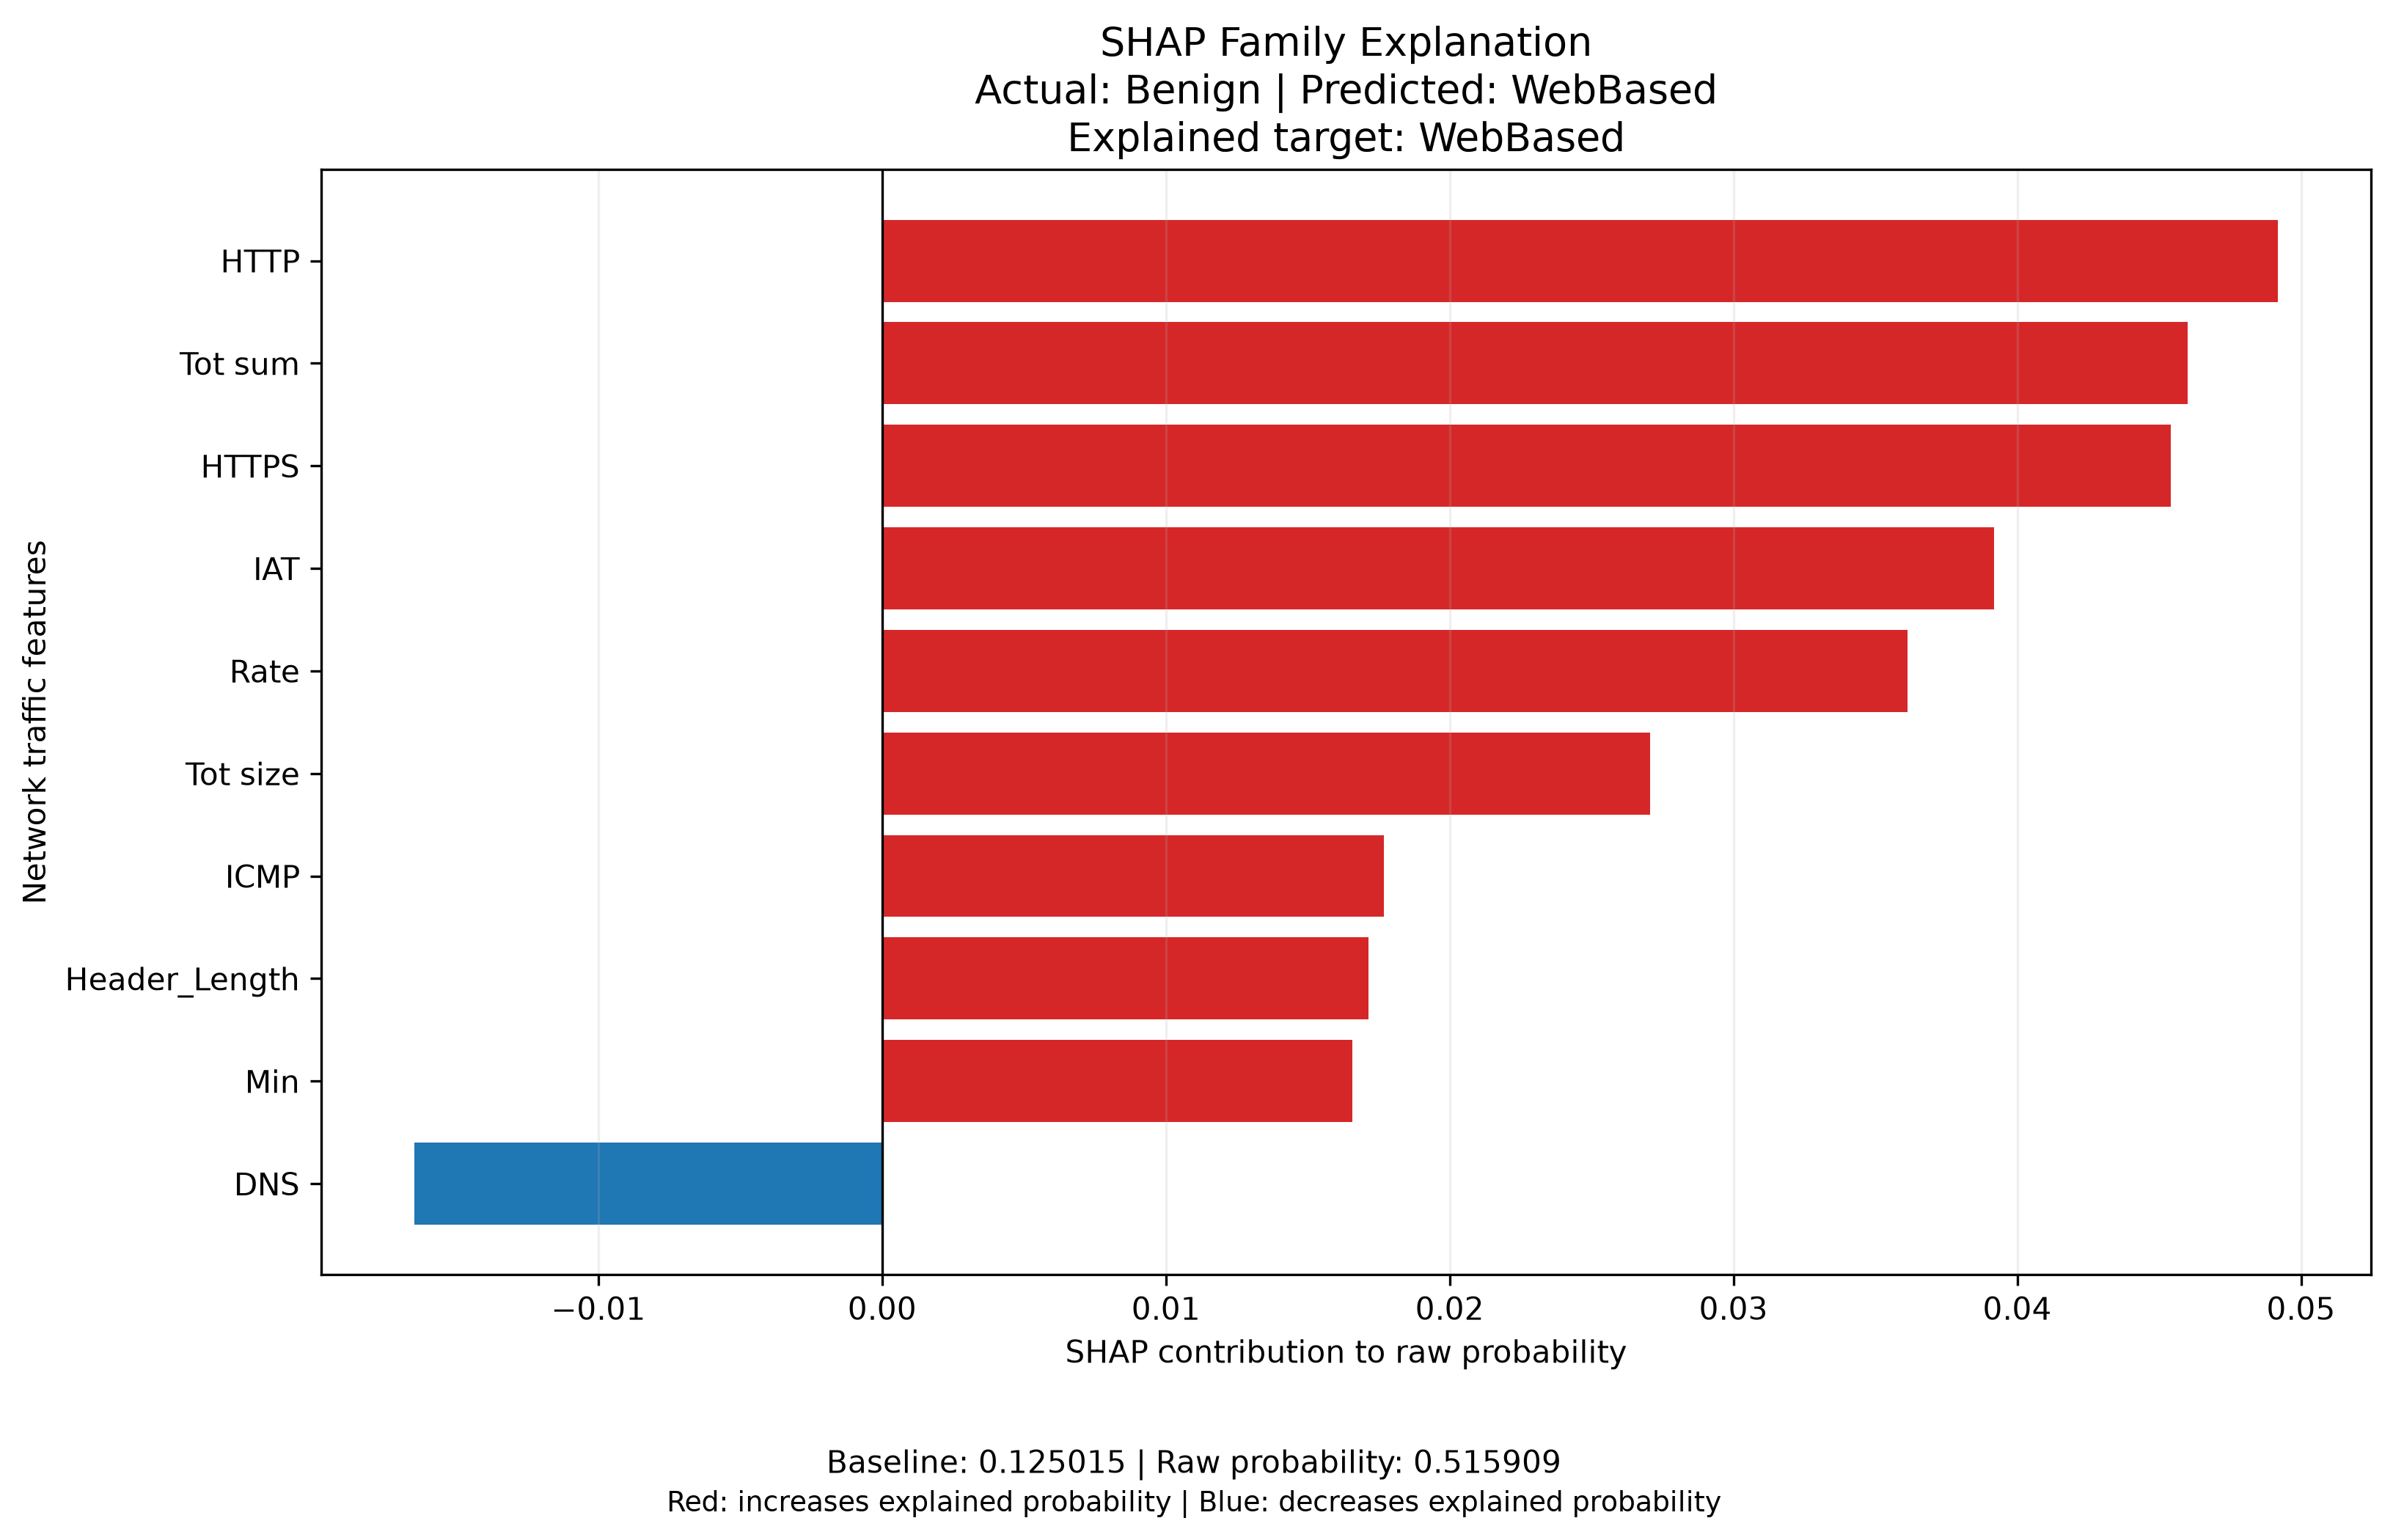 SHAP Family Explanation
Actual: Benign | Predicted: WebBased
Explained target: WebBased
Network traffic features
HTTP
Tot sum
HTTPS
IAT
Rate
Tot size
ICMP
Header_Length
Min
DNS
−0.01
0.00
0.01
0.02
0.03
0.04
0.05
SHAP contribution to raw probability
Baseline: 0.125015 | Raw probability: 0.515909
Red: increases explained probability | Blue: decreases explained probability